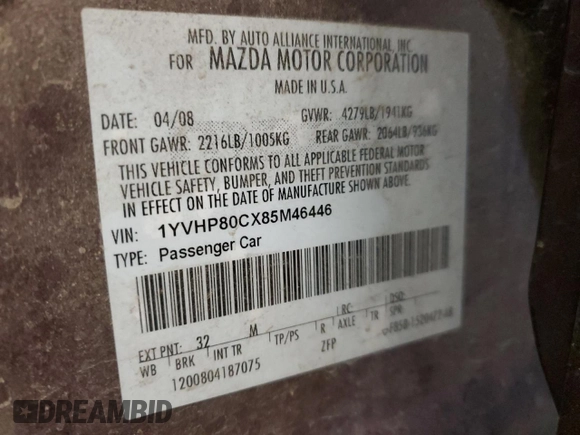 MFD. BY AUTO ALLIANCE INTERNATIONAL, INC.
FOR MAZDA MOTOR CORPORATION
MADE IN U.S.A.
DATE: 04/08 GVWR: 4279LB/1941KG
FRONT GAWR: 2216LB/1005KG REAR GAWR: 2064LB/936KG
THIS VEHICLE CONFORMS TO ALL APPLICABLE FEDERAL MOTOR
VEHICLE SAFETY, BUMPER, AND THEFT PREVENTION STANDARDS
IN EFFECT ON THE DATE OF MANUFACTURE SHOWN ABOVE.
VIN: 1YVHP80CX85M46446
TYPE: Passenger Car
EXT PNT: 32 M RC: DSO:
WB BRK INT TR TP/PS R AXLE TR SPR
ZFP
1200804187075
DREAMBID